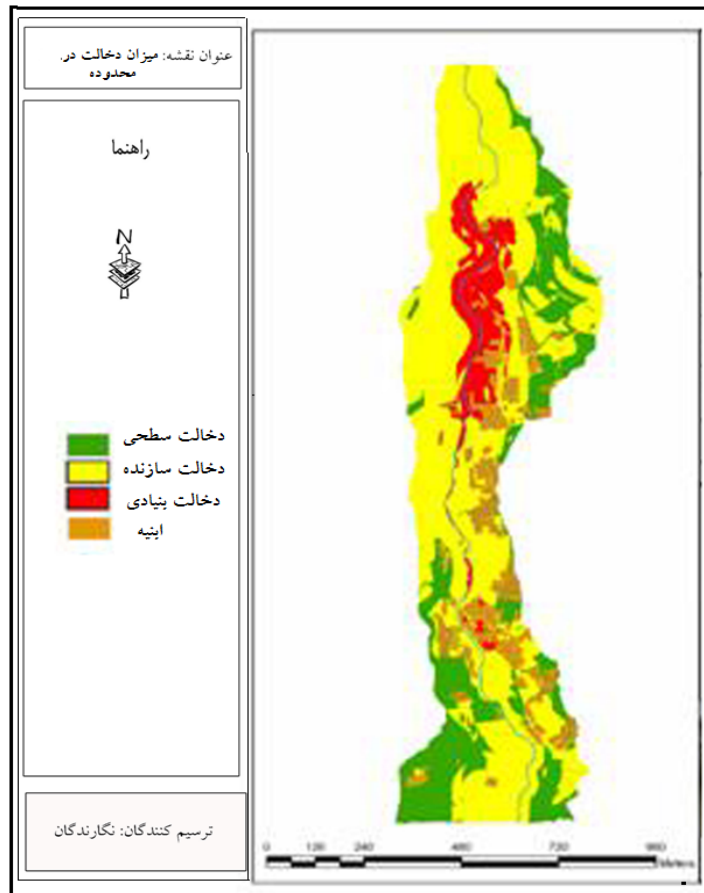 عنوان نقشه: میزان دخالت در.
محدوده
راهنما
N
دخالت سطحی
دخالت سازنده
دخالت بنیادی
ابنیه
ترسیم کنندگان: نگارندگان
0 120 240 480 720 960
Meters